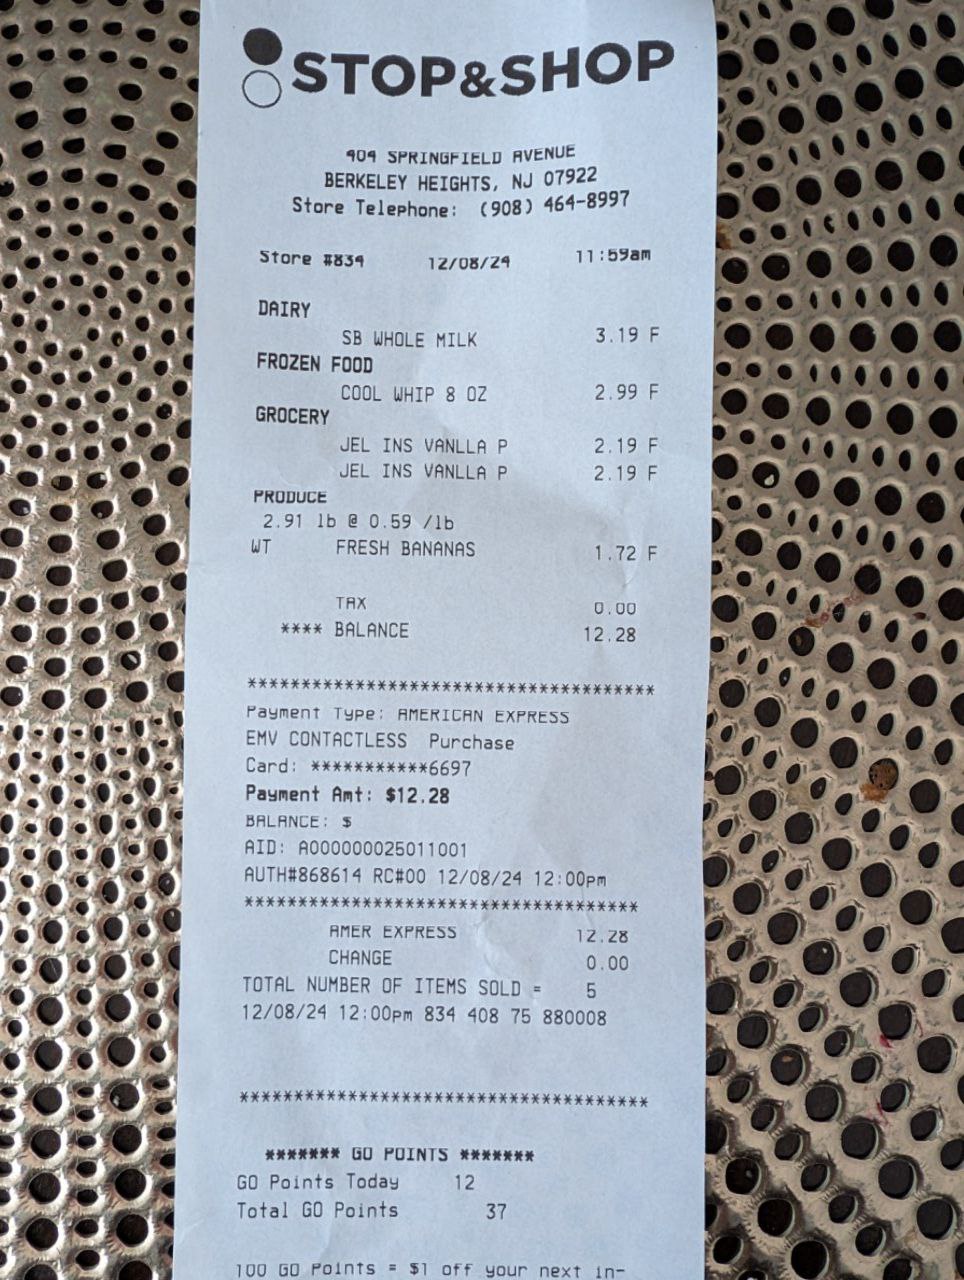 STOP&SHOP
404 SPRINGFIELD AVENUE
BERKELEY HEIGHTS, NJ 07922
Store Telephone: (908) 464-8997
Store #834 12/08/24 11:59am
DAIRY
SB WHOLE MILK 3.19 F
FROZEN FOOD
COOL WHIP 8 OZ 2.99 F
GROCERY
JEL INS VANLLA P 2.19 F
JEL INS VANLLA P 2.19 F
PRODUCE
2.91 lb @ 0.59 /lb
WT FRESH BANANAS 1.72 F
TAX 0.00
**** BALANCE 12.28
**************************************
Payment Type: AMERICAN EXPRESS
EMV CONTACTLESS Purchase
Card: ***********6697
Payment Amt: $12.28
BALANCE: $
AID: A000000025011001
AUTH#868614 RC#00 12/08/24 12:00pm
*************************************
AMER EXPRESS 12.28
CHANGE 0.00
TOTAL NUMBER OF ITEMS SOLD = 5
12/08/24 12:00pm 834 408 75 880008
**************************************
******* GO POINTS *******
GO Points Today 12
Total GO Points 37
100 GO Points = $1 off your next in-